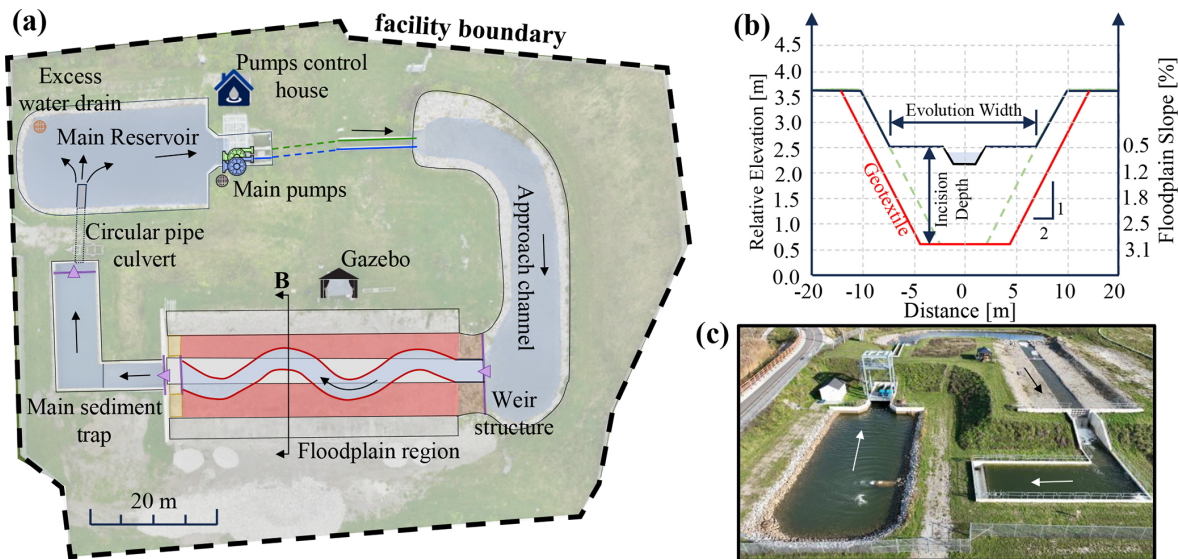 (a)
facility boundary
Pumps control
house
Excess
water drain
Main Reservoir
Main pumps
Circular pipe
culvert
Approach channel
Gazebo
B
Main sediment
trap
Weir
structure
Floodplain region
20 m
(b)
Relative Elevation [m]
4.5
4.0
3.5
3.0
2.5
2.0
1.5
1.0
0.5
0.0
Evolution Width
Incision
Depth
Geotextile
1
2
Floodplain Slope [%]
0.5
1.2
1.8
2.5
3.1
-20
-10
-5
0
5
10
20
Distance [m]
(c)